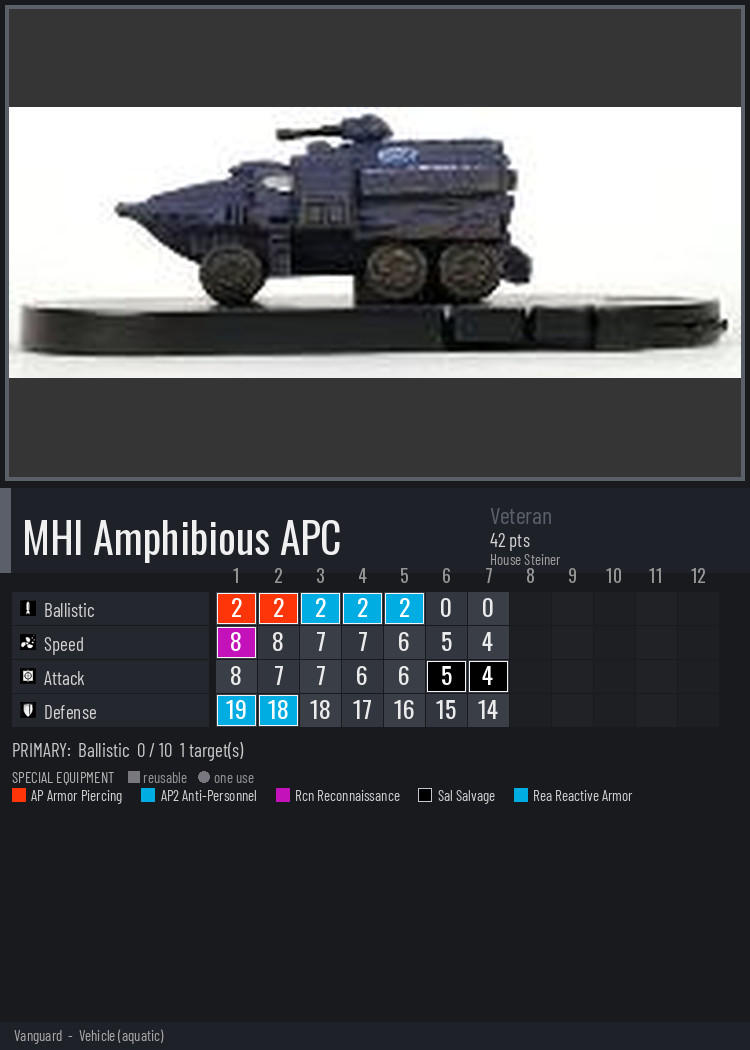 MHI Amphibious APC
Veteran
42 pts
House Steiner
1 2 3 4 5 6 7 8 9 10 11 12
Ballistic 2 2 2 2 2 0 0
Speed 8 8 7 7 6 5 4
Attack 8 7 7 6 6 5 4
Defense 19 18 18 17 16 15 14
PRIMARY: Ballistic 0 / 10 1 target(s)
SPECIAL EQUIPMENT reusable one use
AP Armor Piercing AP2 Anti-Personnel Rcn Reconnaissance Sal Salvage Rea Reactive Armor
Vanguard - Vehicle (aquatic)